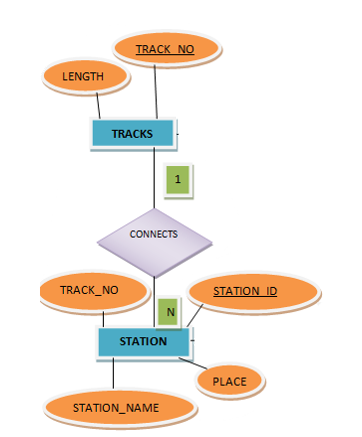 TRACK_NO
LENGTH
TRACKS
1
CONNECTS
TRACK_NO
STATION_ID
N
STATION
PLACE
STATION_NAME